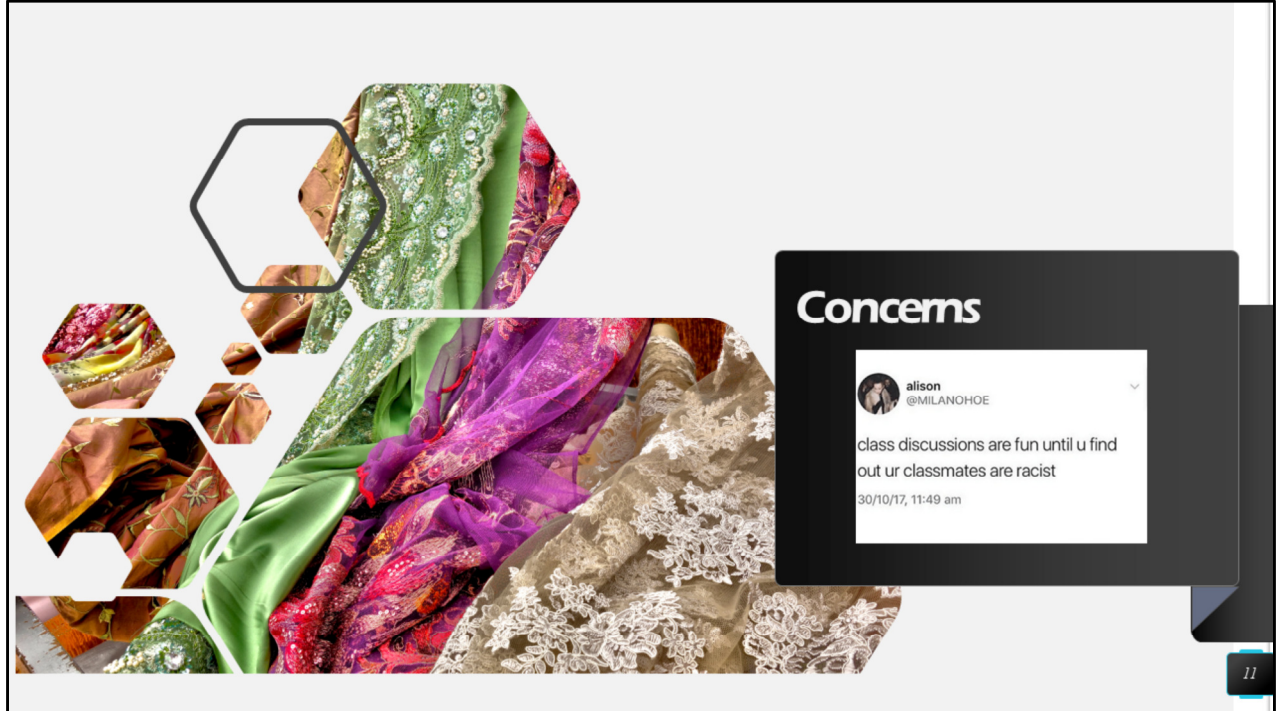 Concerns
alison
@MILANOHOE
class discussions are fun until u find
out ur classmates are racist
30/10/17, 11:49 am
11